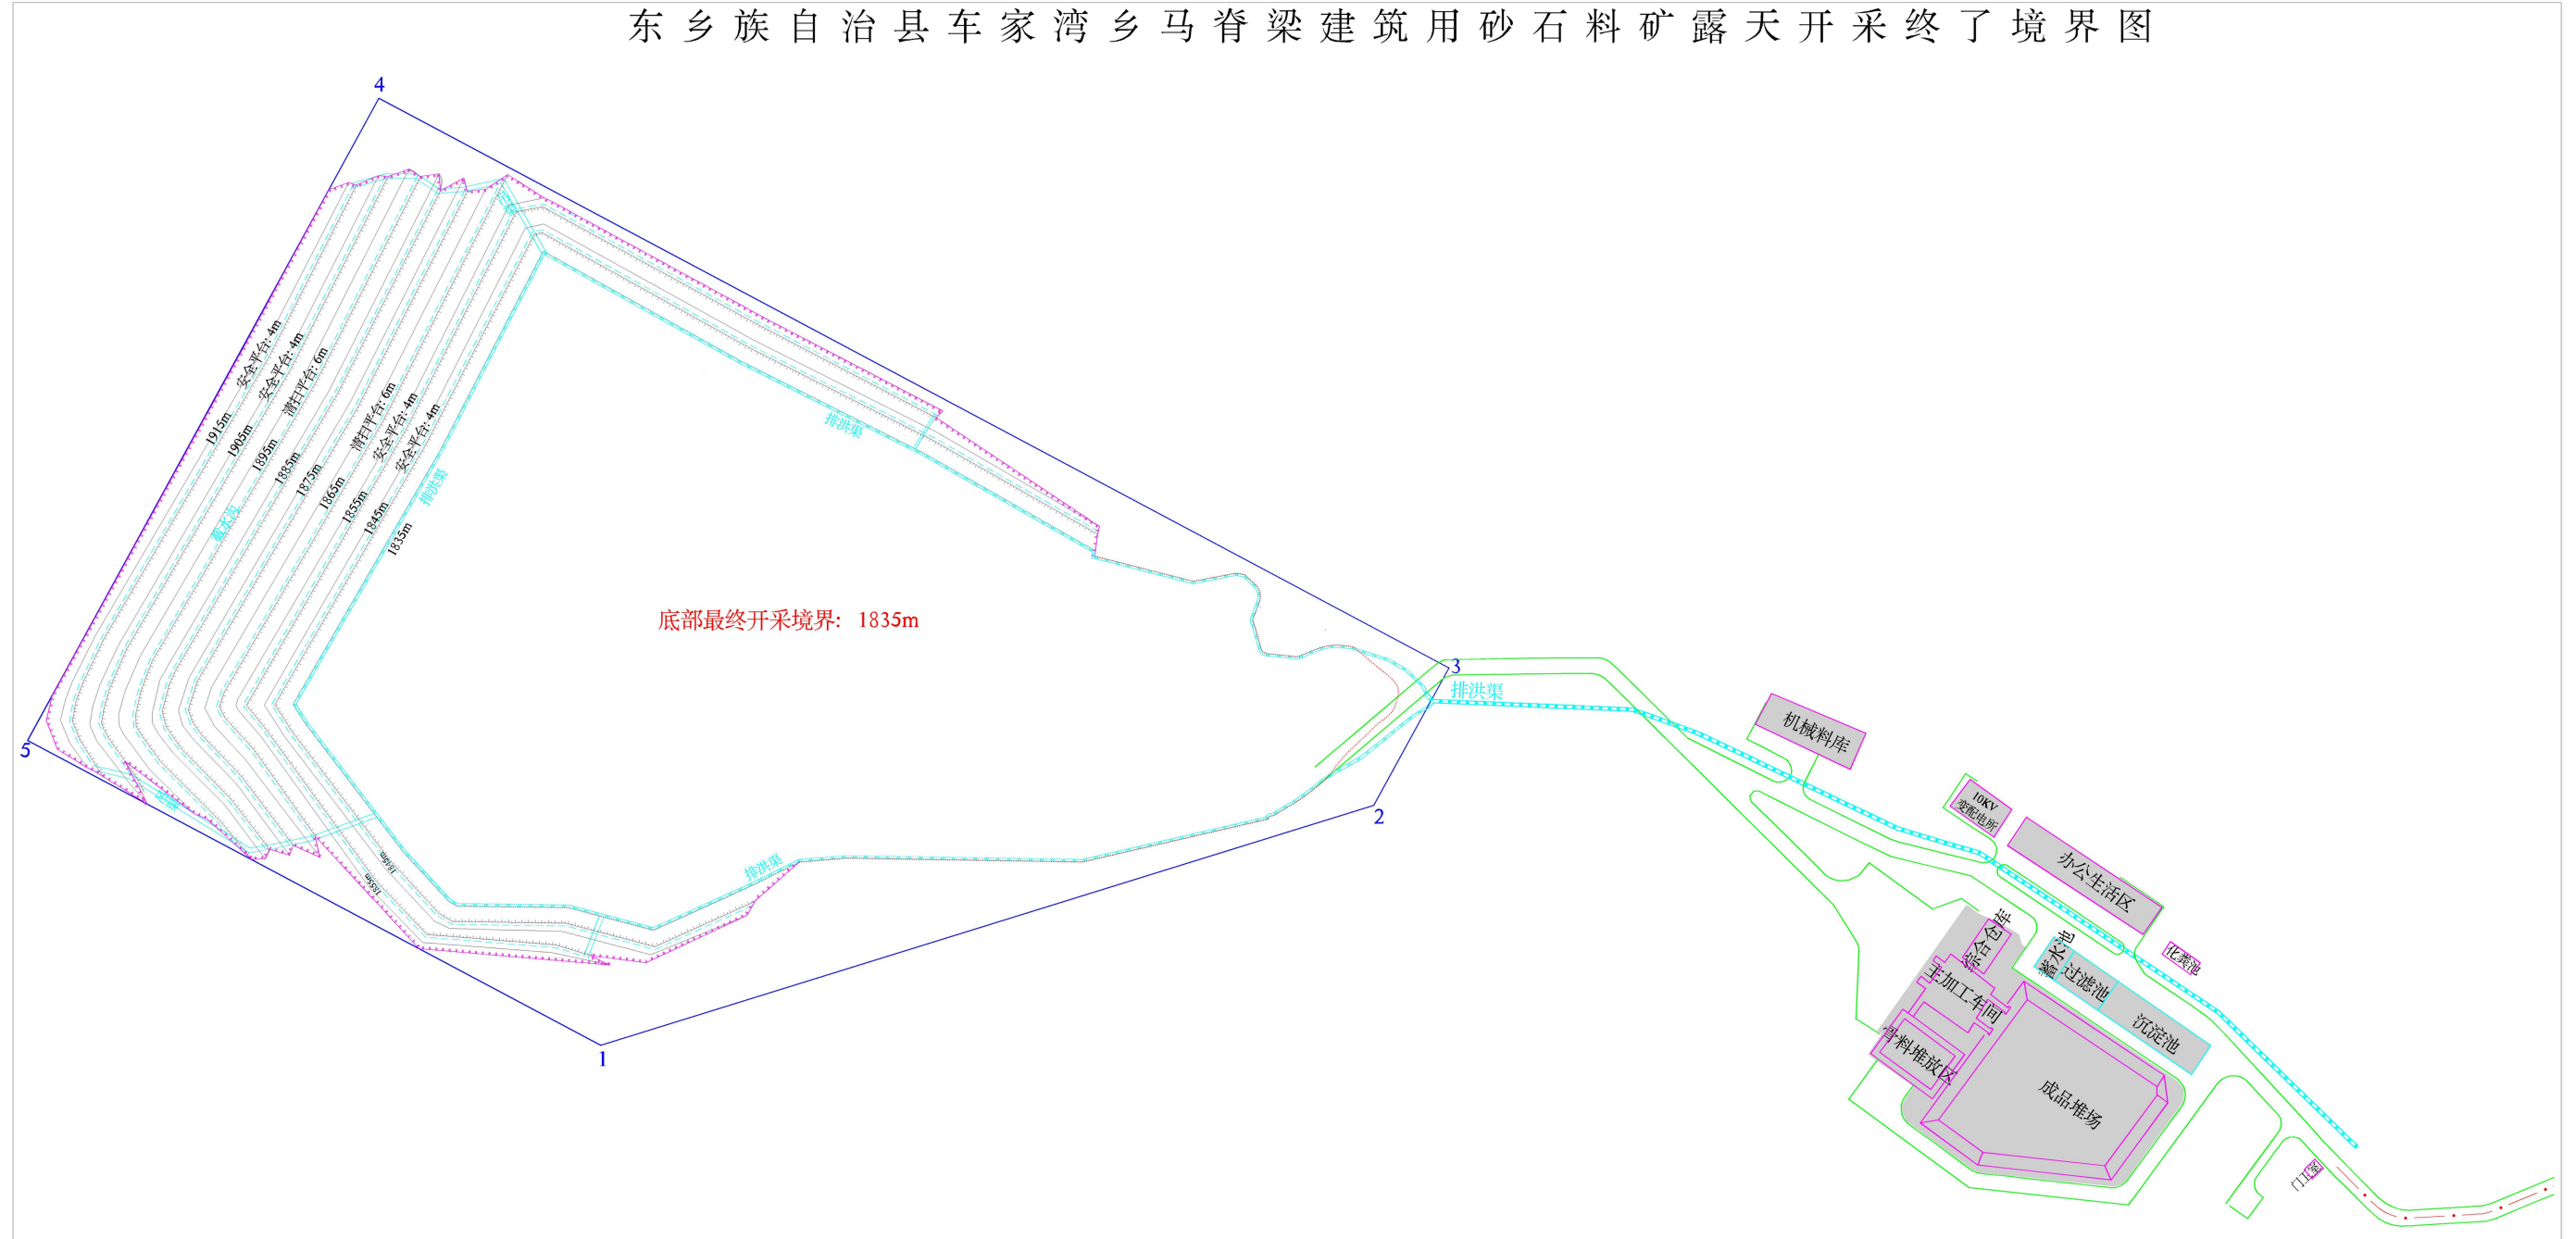 东乡族自治县车家湾乡马脊梁建筑用砂石料矿露天开采终了境界图
4
安全平台: 4m
安全平台: 4m
清扫平台: 6m
清扫平台: 6m
安全平台: 4m
安全平台: 4m
1915m
1905m
1895m
1885m
1875m
1865m
1855m
1845m
1835m
截水沟
排洪渠
排洪渠
底部最终开采境界: 1835m
3
排洪渠
5
2
1845m
1855m
排洪渠
1
机械料库
10KV
变配电所
办公生活区
综合仓库
蓄水池
过滤池
化粪池
主加工车间
沉淀池
骨料堆放区
成品堆场
门卫室